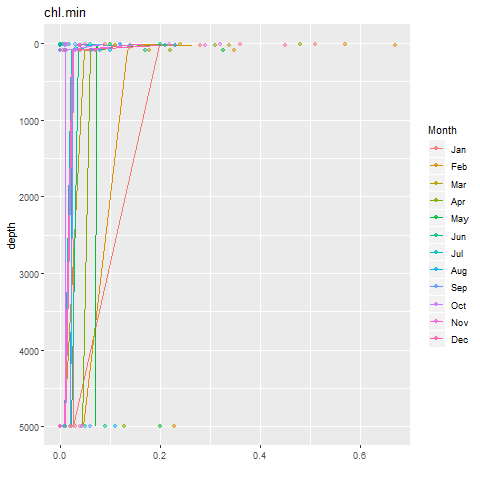 chl.min
depth
0
1000
2000
3000
4000
5000
0.0
0.2
0.4
0.6
Month
Jan
Feb
Mar
Apr
May
Jun
Jul
Aug
Sep
Oct
Nov
Dec